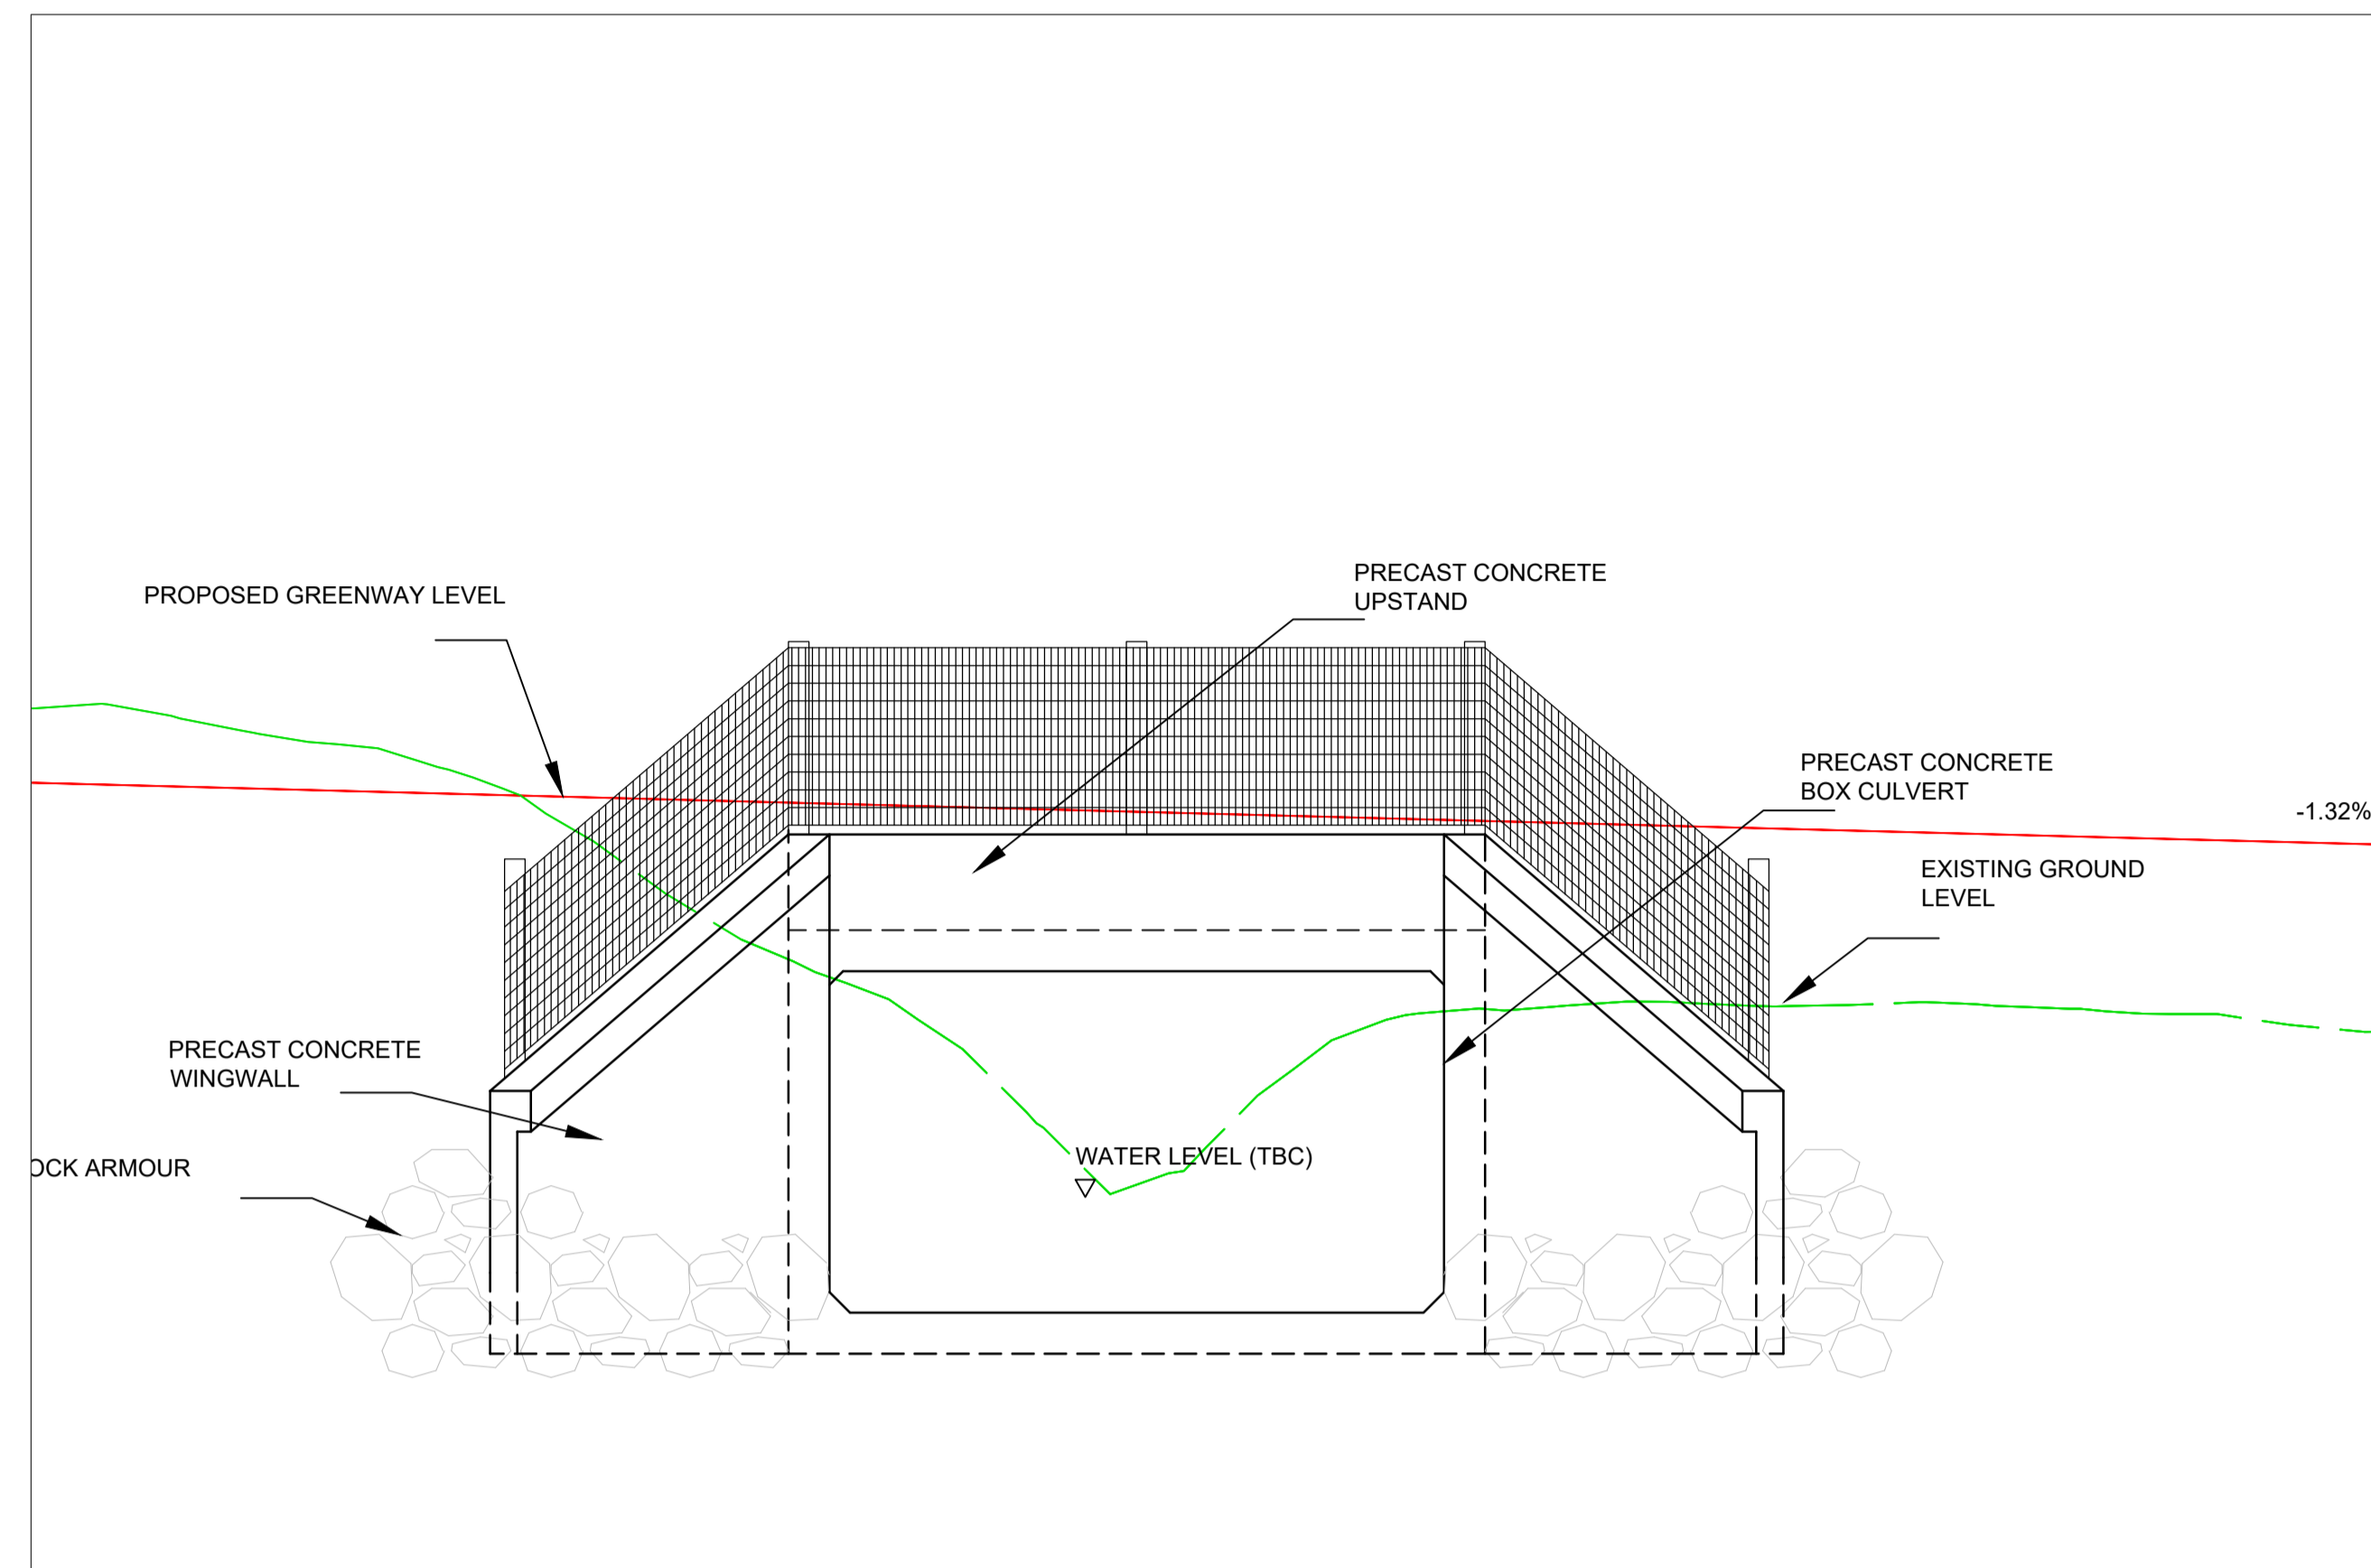 PRECAST CONCRETE
UPSTAND
PROPOSED GREENWAY LEVEL
PRECAST CONCRETE
BOX CULVERT
-1.32%
EXISTING GROUND
LEVEL
PRECAST CONCRETE
WINGWALL
WATER LEVEL (TBC)
OCK ARMOUR